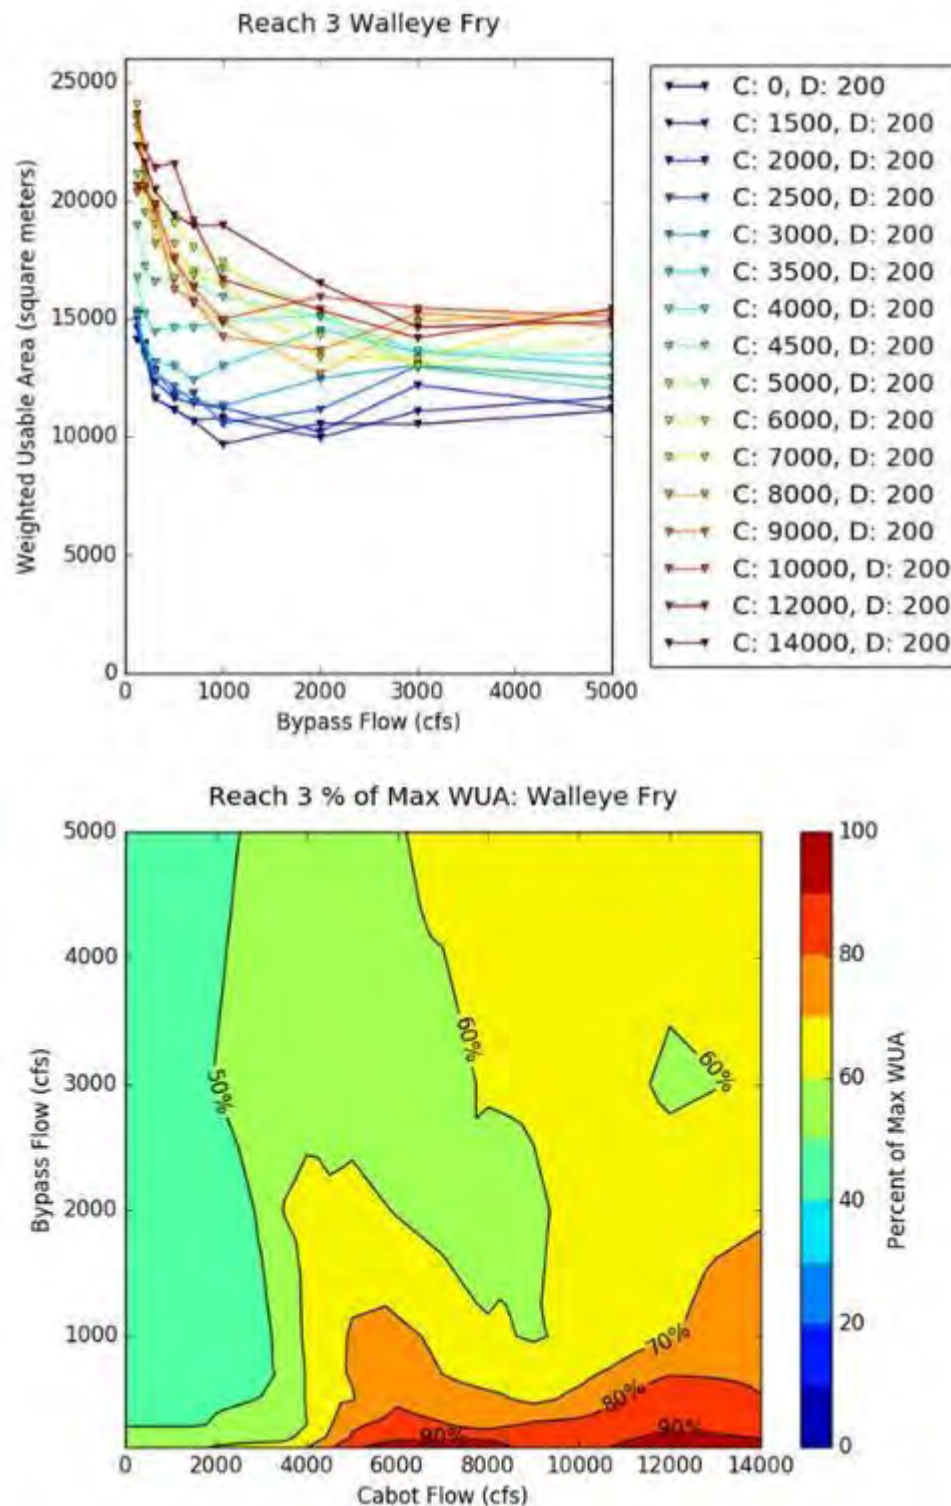 Reach 3 Walleye Fry
Weighted Usable Area (square meters)
25000
20000
15000
10000
5000
0
0 1000 2000 3000 4000 5000
Bypass Flow (cfs)
C: 0, D: 200
C: 1500, D: 200
C: 2000, D: 200
C: 2500, D: 200
C: 3000, D: 200
C: 3500, D: 200
C: 4000, D: 200
C: 4500, D: 200
C: 5000, D: 200
C: 6000, D: 200
C: 7000, D: 200
C: 8000, D: 200
C: 9000, D: 200
C: 10000, D: 200
C: 12000, D: 200
C: 14000, D: 200
Reach 3 % of Max WUA: Walleye Fry
Bypass Flow (cfs)
5000
4000
3000
2000
1000
50%
60%
60%
70%
80%
90%
90%
0 2000 4000 6000 8000 10000 12000 14000
Cabot Flow (cfs)
100
80
60
40
20
0
Percent of Max WUA